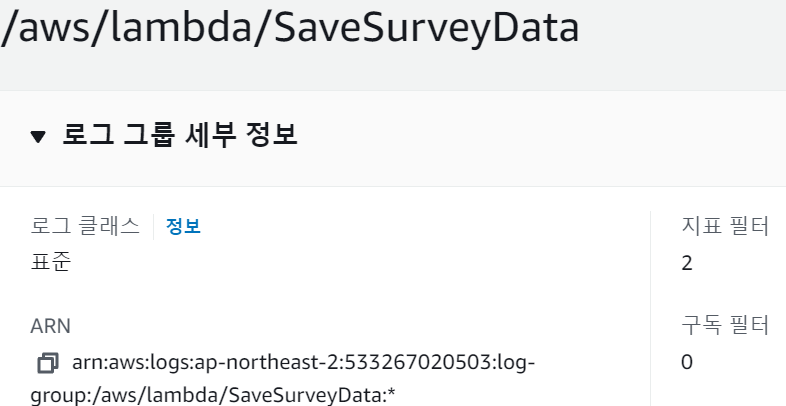 /aws/lambda/SaveSurveyData
▼ 로그 그룹 세부 정보
로그 클래스 정보
표준
ARN
arn:aws:logs:ap-northeast-2:533267020503:log-
group:/aws/lambda/SaveSurveyData:*
지표 필터
2
구독 필터
0